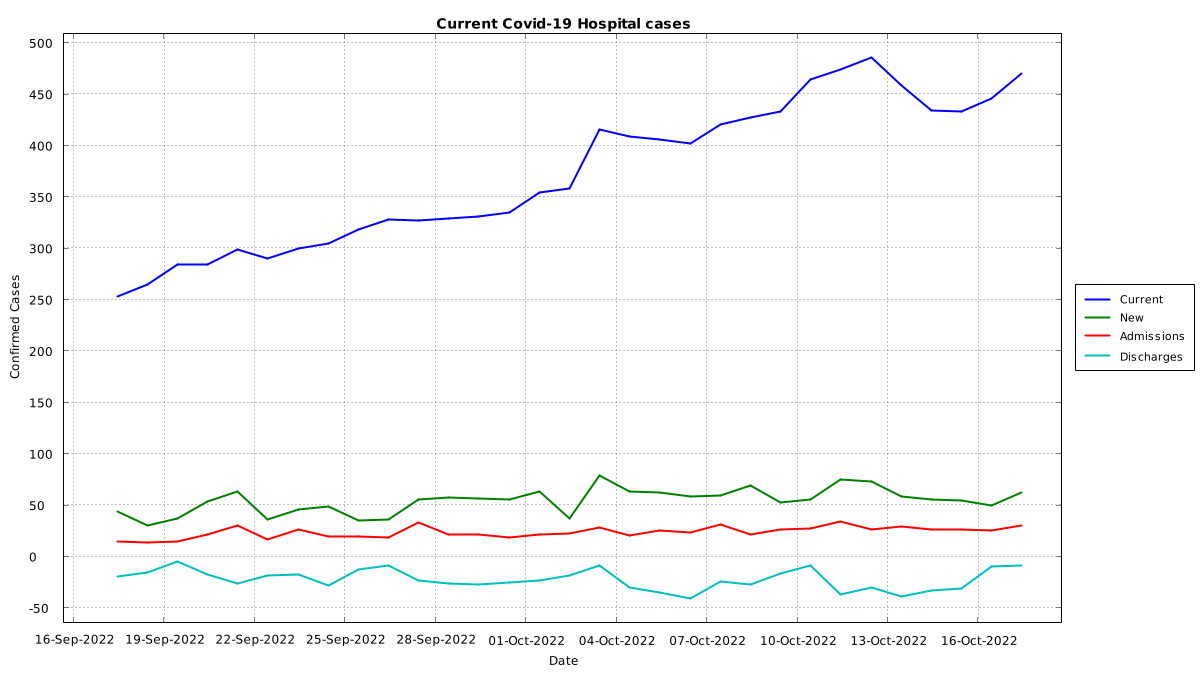 Current Covid-19 Hospital cases
500
450
400
350
300
250
200
150
100
50
0
-50
Confirmed Cases
16-Sep-2022 19-Sep-2022 22-Sep-2022 25-Sep-2022 28-Sep-2022 01-Oct-2022 04-Oct-2022 07-Oct-2022 10-Oct-2022 13-Oct-2022 16-Oct-2022
Date
Current
New
Admissions
Discharges